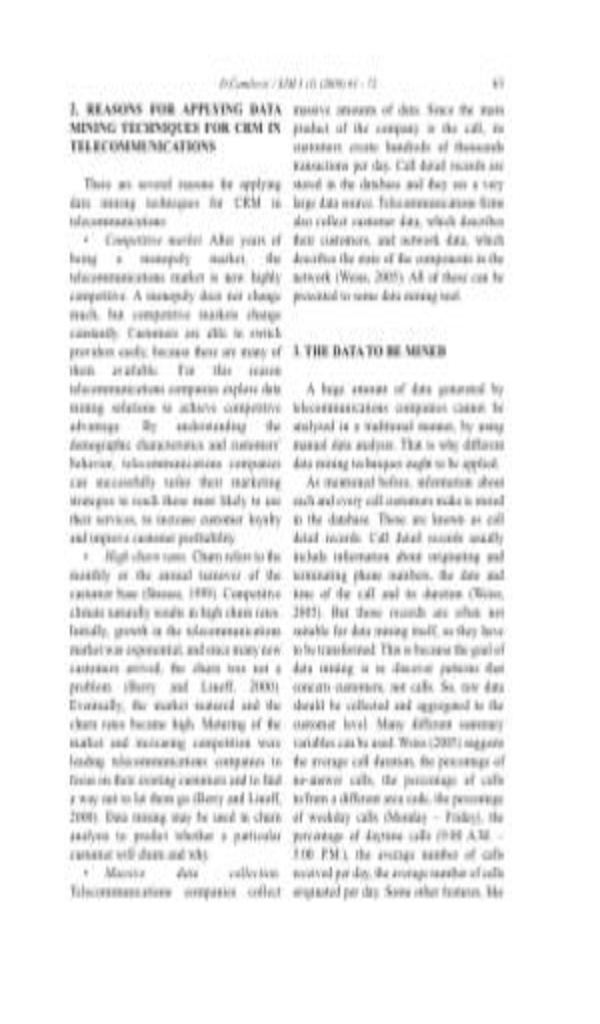 D.Camilović / SJM 3 (1) (2008) 61 - 72
63
2. REASONS FOR APPLYING DATA
MINING TECHNIQUES FOR CRM IN
TELECOMMUNICATIONS
There are several reasons for applying
data mining techniques for CRM in
telecommunications:
• Competitive market. After years of
being a monopoly market, the
telecommunications market is now highly
competitive. A monopoly does not change
much, but competitive markets change
constantly. Customers are able to switch
providers easily, because there are many of
them available. For this reason
telecommunications companies explore data
mining solutions to achieve competitive
advantage. By understanding the
demographic characteristics and customers'
behavior, telecommunications companies
can successfully tailor their marketing
strategies to reach those most likely to use
their services, to increase customer loyalty
and improve customer profitability.
• High churn rates. Churn refers to the
monthly or the annual turnover of the
customer base (Strouse, 1999). Competitive
climate naturally results in high churn rates.
Initially, growth in the telecommunications
market was exponential, and since many new
customers arrived, the churn was not a
problem (Berry and Linoff, 2000).
Eventually, the market matured and the
churn rates became high. Maturing of the
market and increasing competition were
leading telecommunications companies to
focus on their existing customers and to find
a way not to let them go (Berry and Linoff,
2000). Data mining may be used in churn
analysis to predict whether a particular
customer will churn and why.
• Massive data collection.
Telecommunications companies collect
massive amounts of data. Since the main
product of the company is the call, its
customers create hundreds of thousands
transactions per day. Call detail records are
stored in the database and they are a very
large data source. Telecommunications firms
also collect customer data, which describes
their customers, and network data, which
describes the state of the components in the
network (Weiss, 2005). All of these can be
presented to some data mining tool.
3. THE DATA TO BE MINED
A huge amount of data generated by
telecommunications companies cannot be
analyzed in a traditional manner, by using
manual data analysis. That is why different
data mining techniques ought to be applied.
As mentioned before, information about
each and every call customers make is stored
in the database. These are known as call
detail records. Call detail records usually
include information about originating and
terminating phone numbers, the date and
time of the call and its duration (Weiss,
2005). But these records are often not
suitable for data mining itself, so they have
to be transformed. This is because the goal of
data mining is to discover patterns that
concern customers, not calls. So, raw data
should be collected and aggregated to the
customer level. Many different summary
variables can be used. Weiss (2005) suggests
the average call duration, the percentage of
no-answer calls, the percentage of calls
to/from a different area code, the percentage
of weekday calls (Monday – Friday), the
percentage of daytime calls (9:00 A.M. –
5:00 P.M.), the average number of calls
received per day, the average number of calls
originated per day. Some other features, like